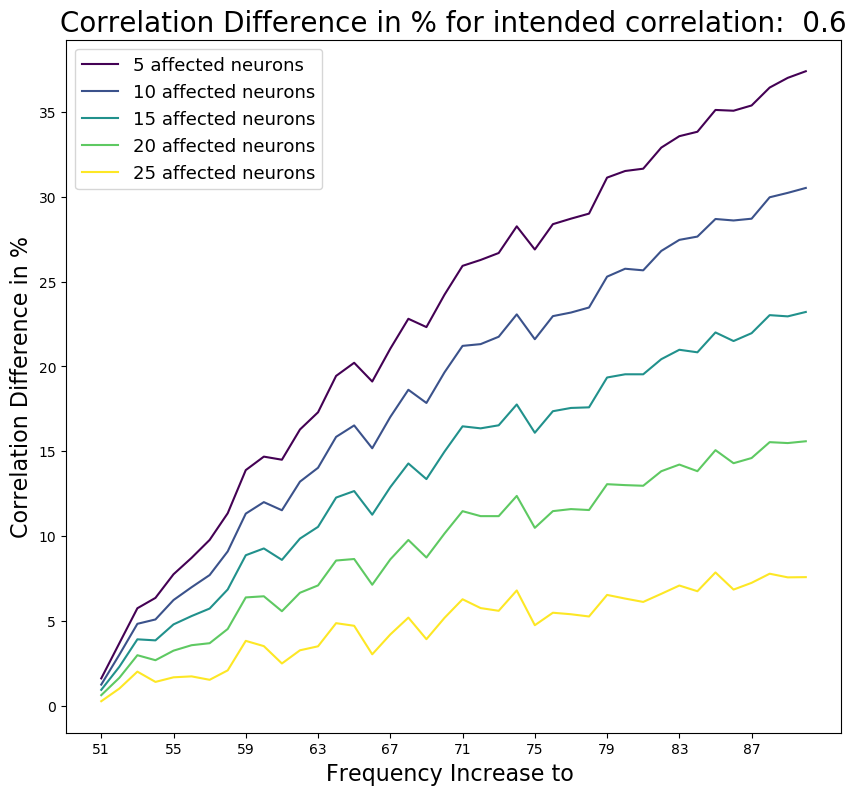 Correlation Difference in % for intended correlation:  0.6
5 affected neurons
10 affected neurons
15 affected neurons
20 affected neurons
25 affected neurons
Correlation Difference in %
35
30
25
20
15
10
5
0
51 55 59 63 67 71 75 79 83 87
Frequency Increase to